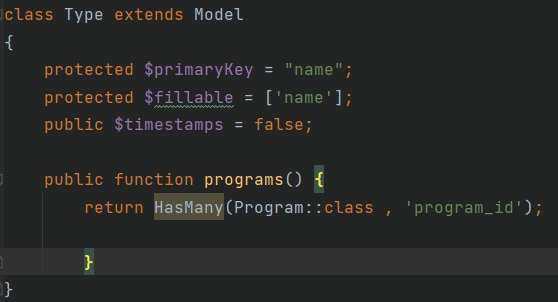 class Type extends Model
{
    protected $primaryKey = "name";
    protected $fillable = ['name'];
    public $timestamps = false;
    public function programs() {
        return HasMany(Program::class , 'program_id');
        }
}